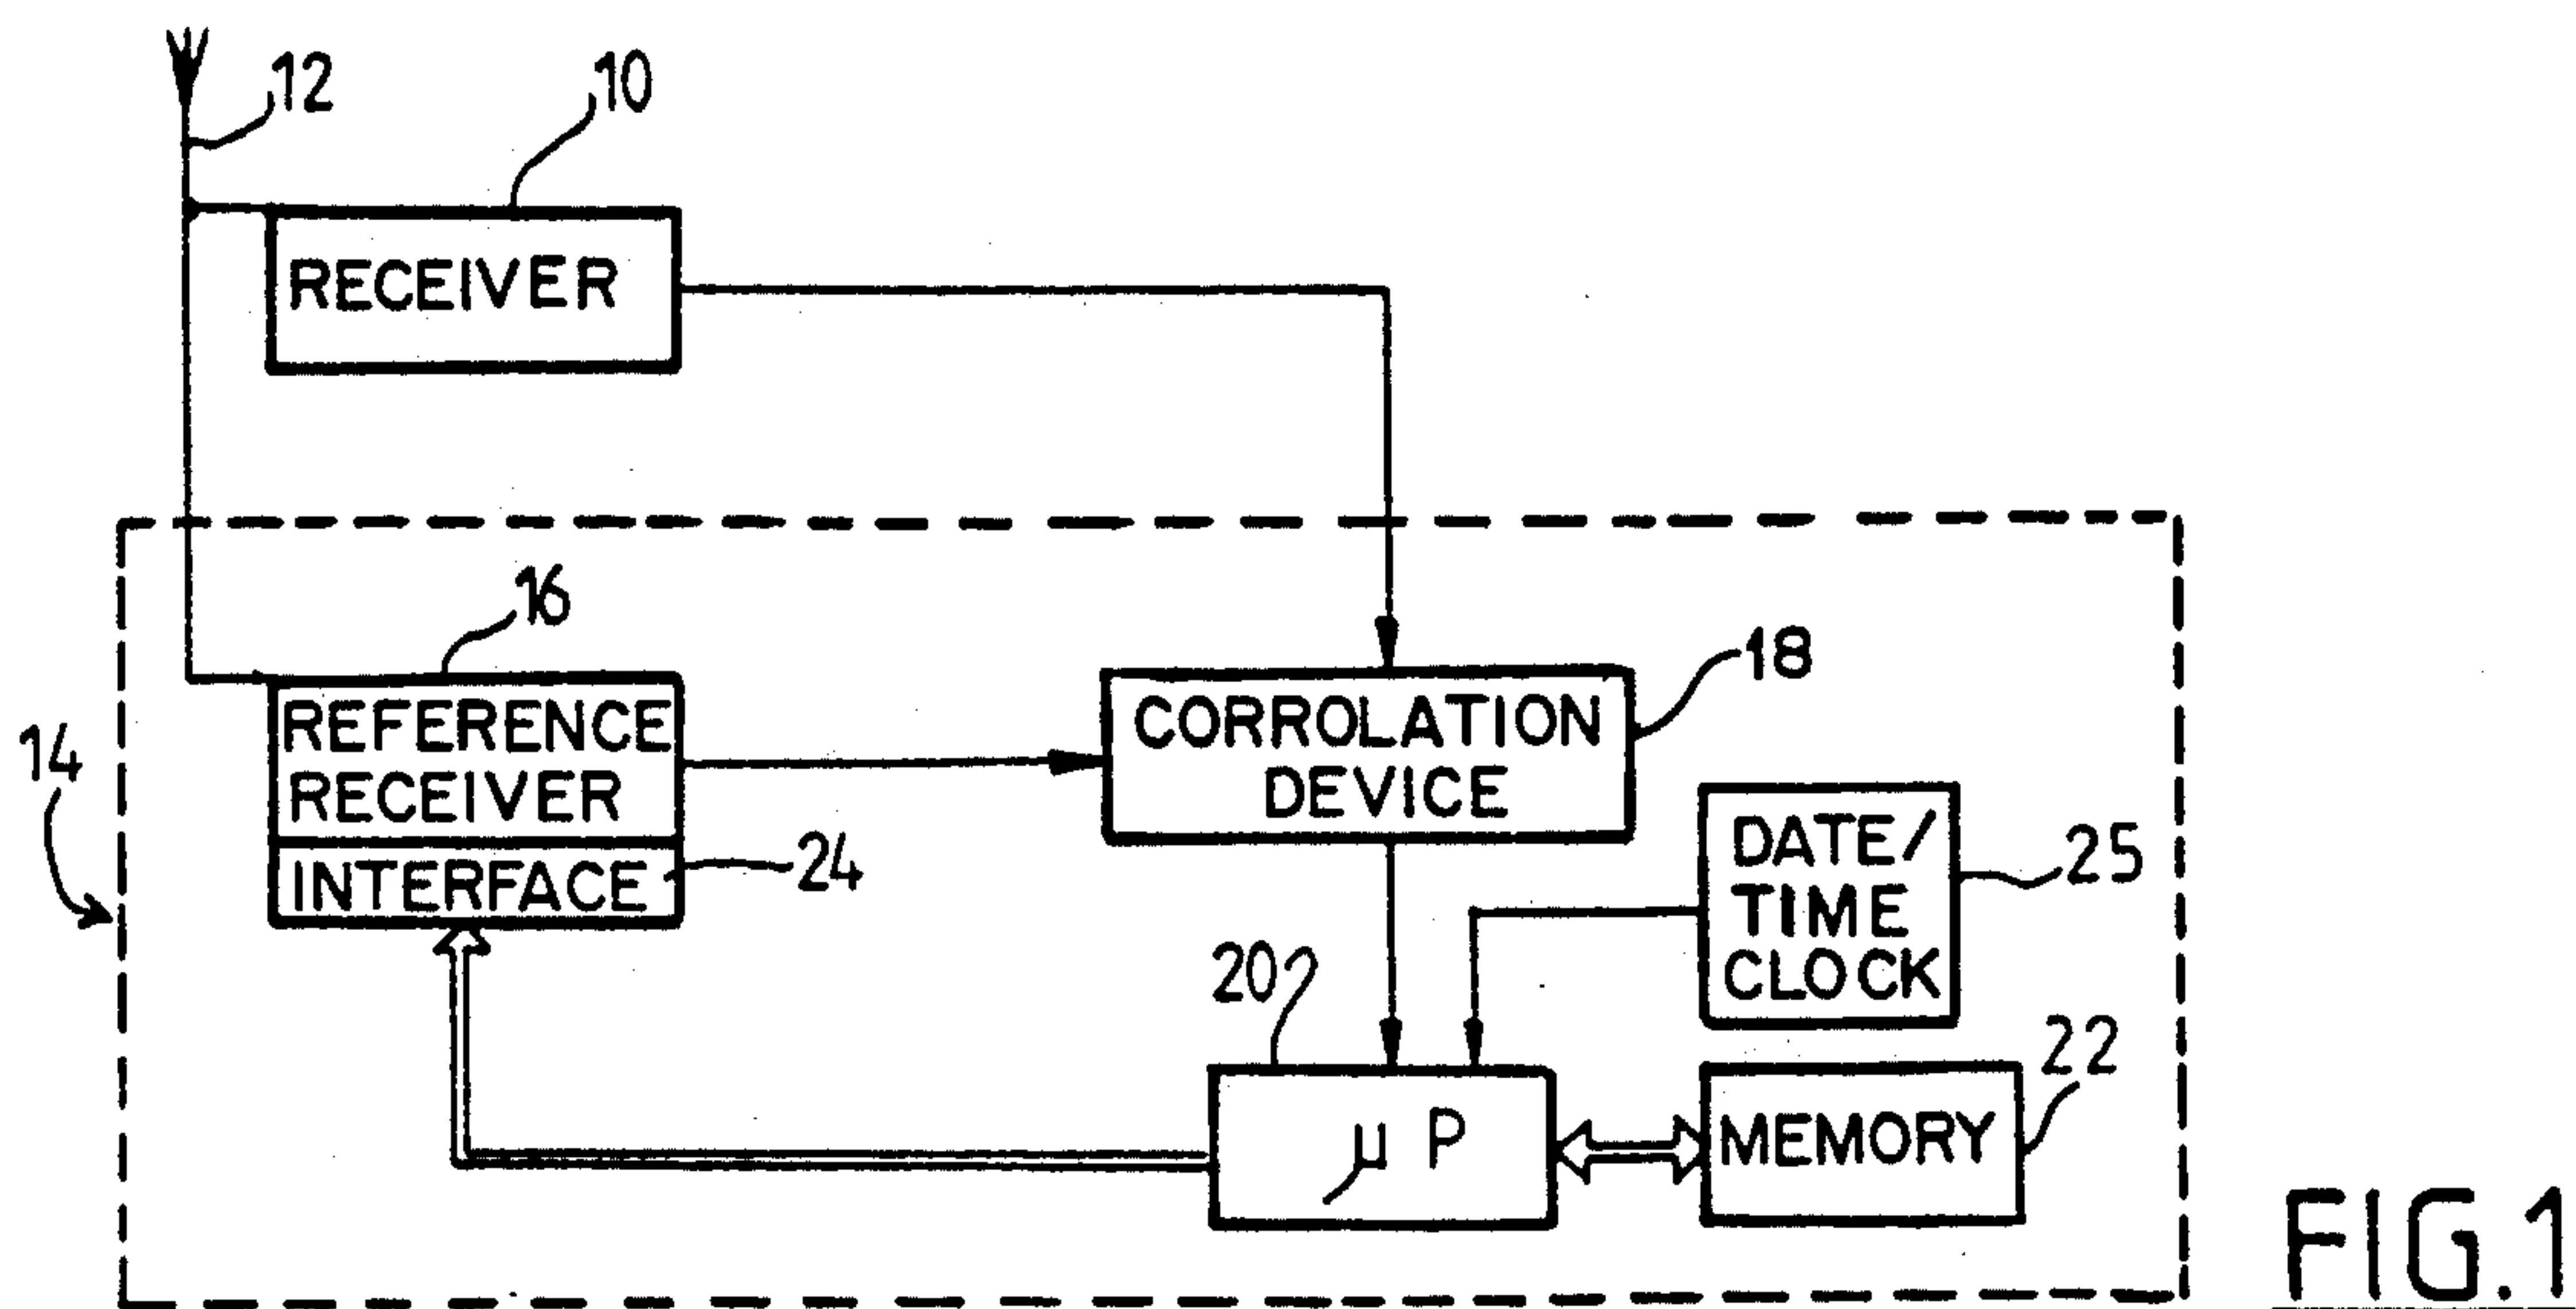 12
10
RECEIVER
16
18
REFERENCE
RECEIVER
CORROLATION
DEVICE
14
INTERFACE
24
DATE/
TIME
CLOCK
25
20
22
µ P
MEMORY
FIG.1